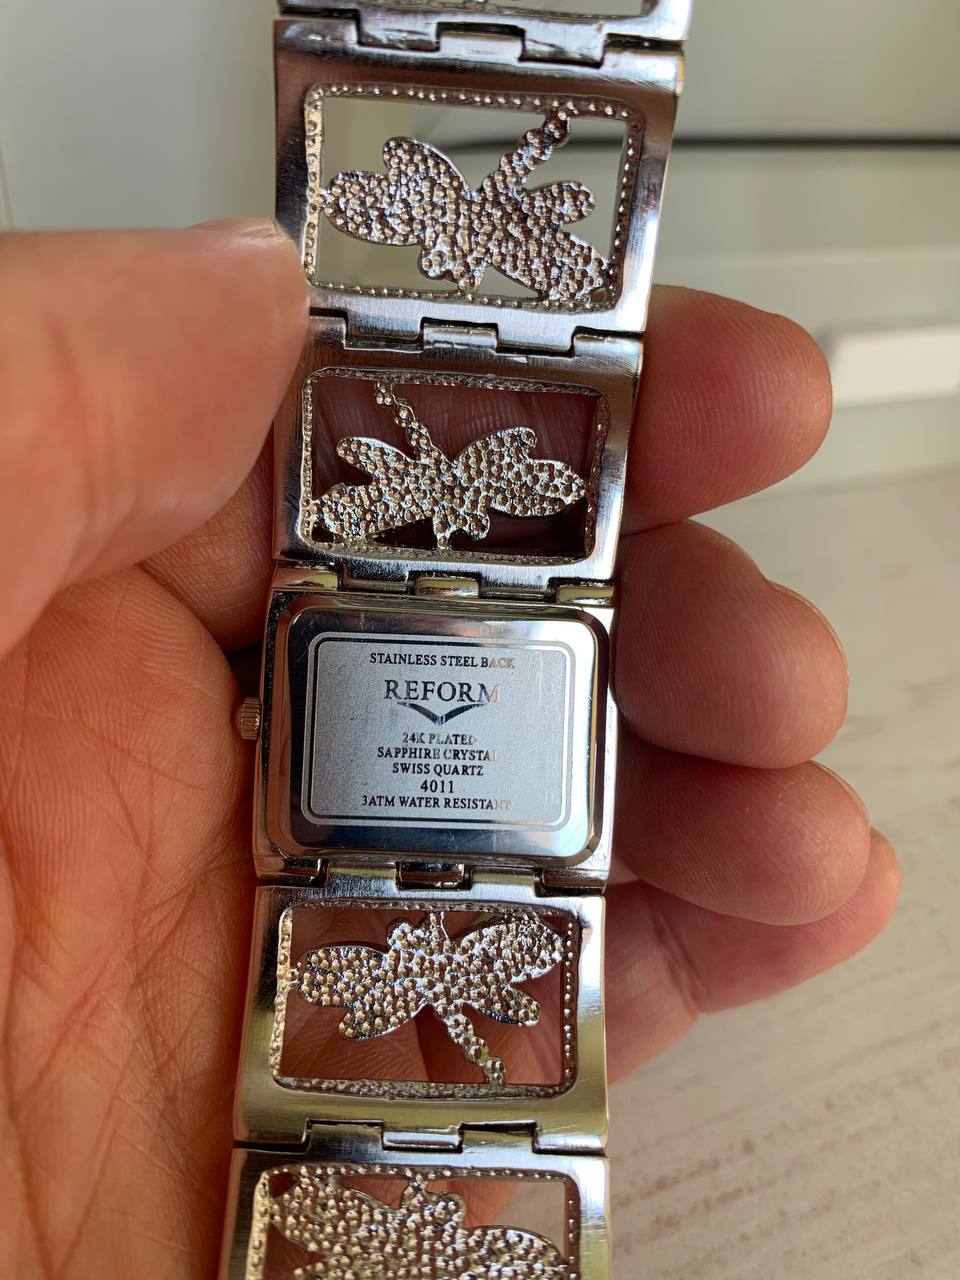 STAINLESS STEEL BACK
REFORM
24K PLATED
SAPPHIRE CRYSTAL
SWISS QUARTZ
4011
3ATM WATER RESISTANT